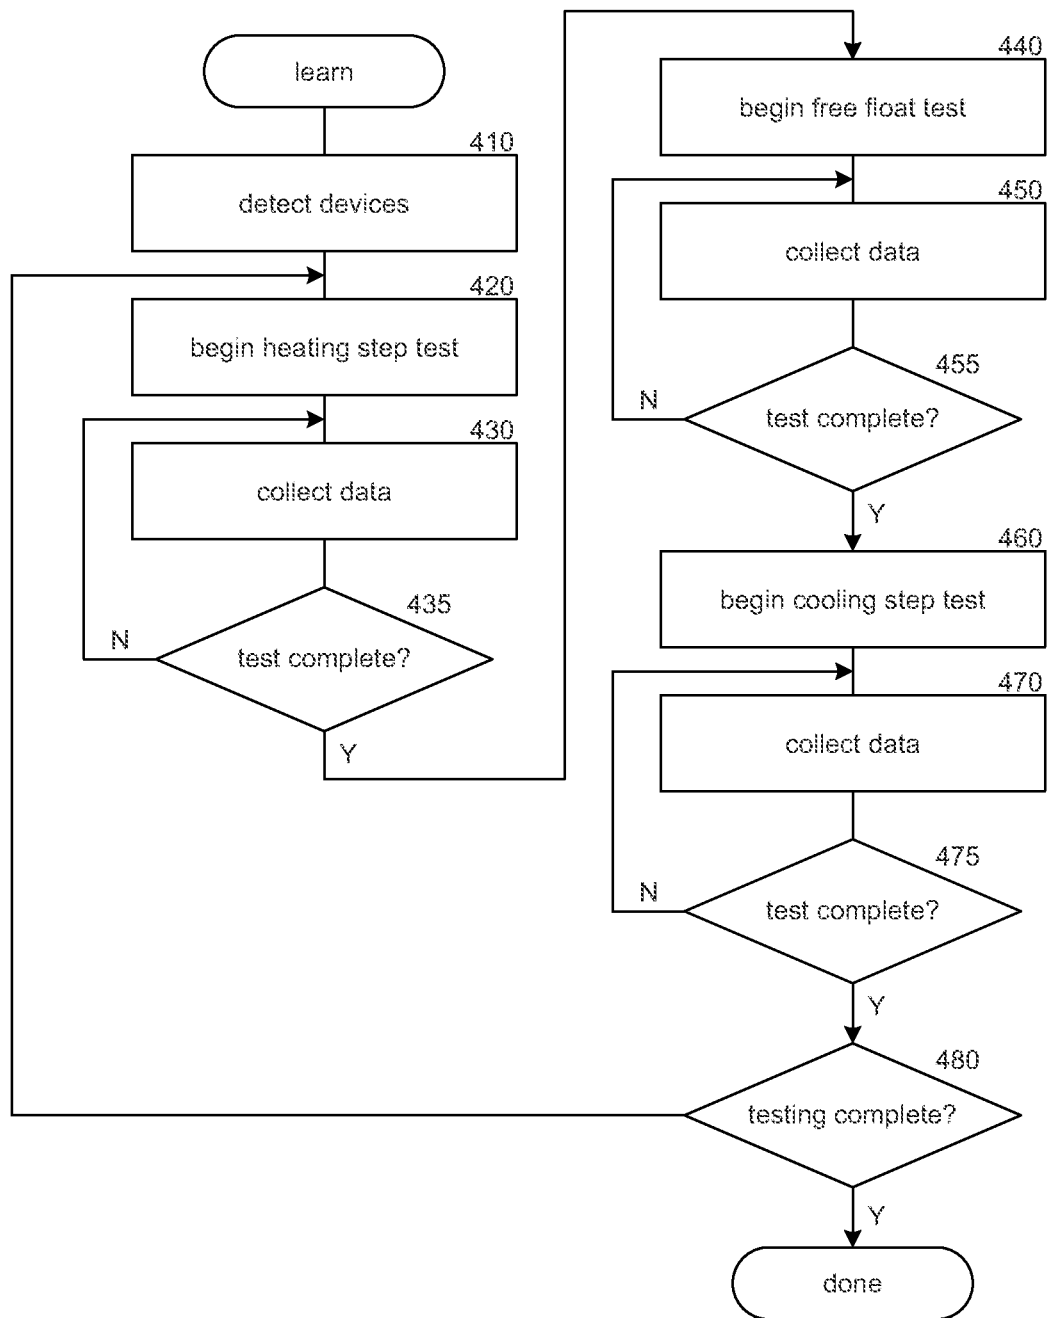 learn
410
detect devices
420
begin heating step test
430
collect data
435
test complete?
N
Y
440
begin free float test
450
collect data
455
test complete?
N
Y
460
begin cooling step test
470
collect data
475
test complete?
N
Y
480
testing complete?
Y
done